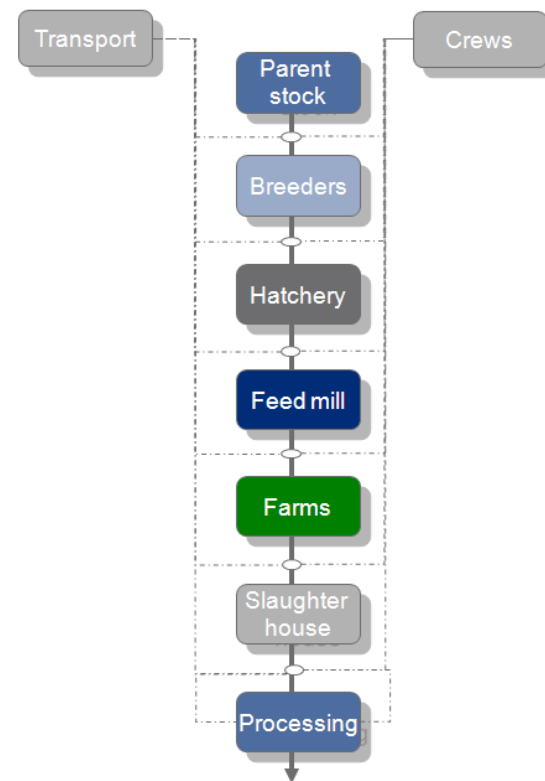 Transport
Crews
Parent
stock
Breeders
Hatchery
Feed mill
Farms
Slaughter
house
Processing